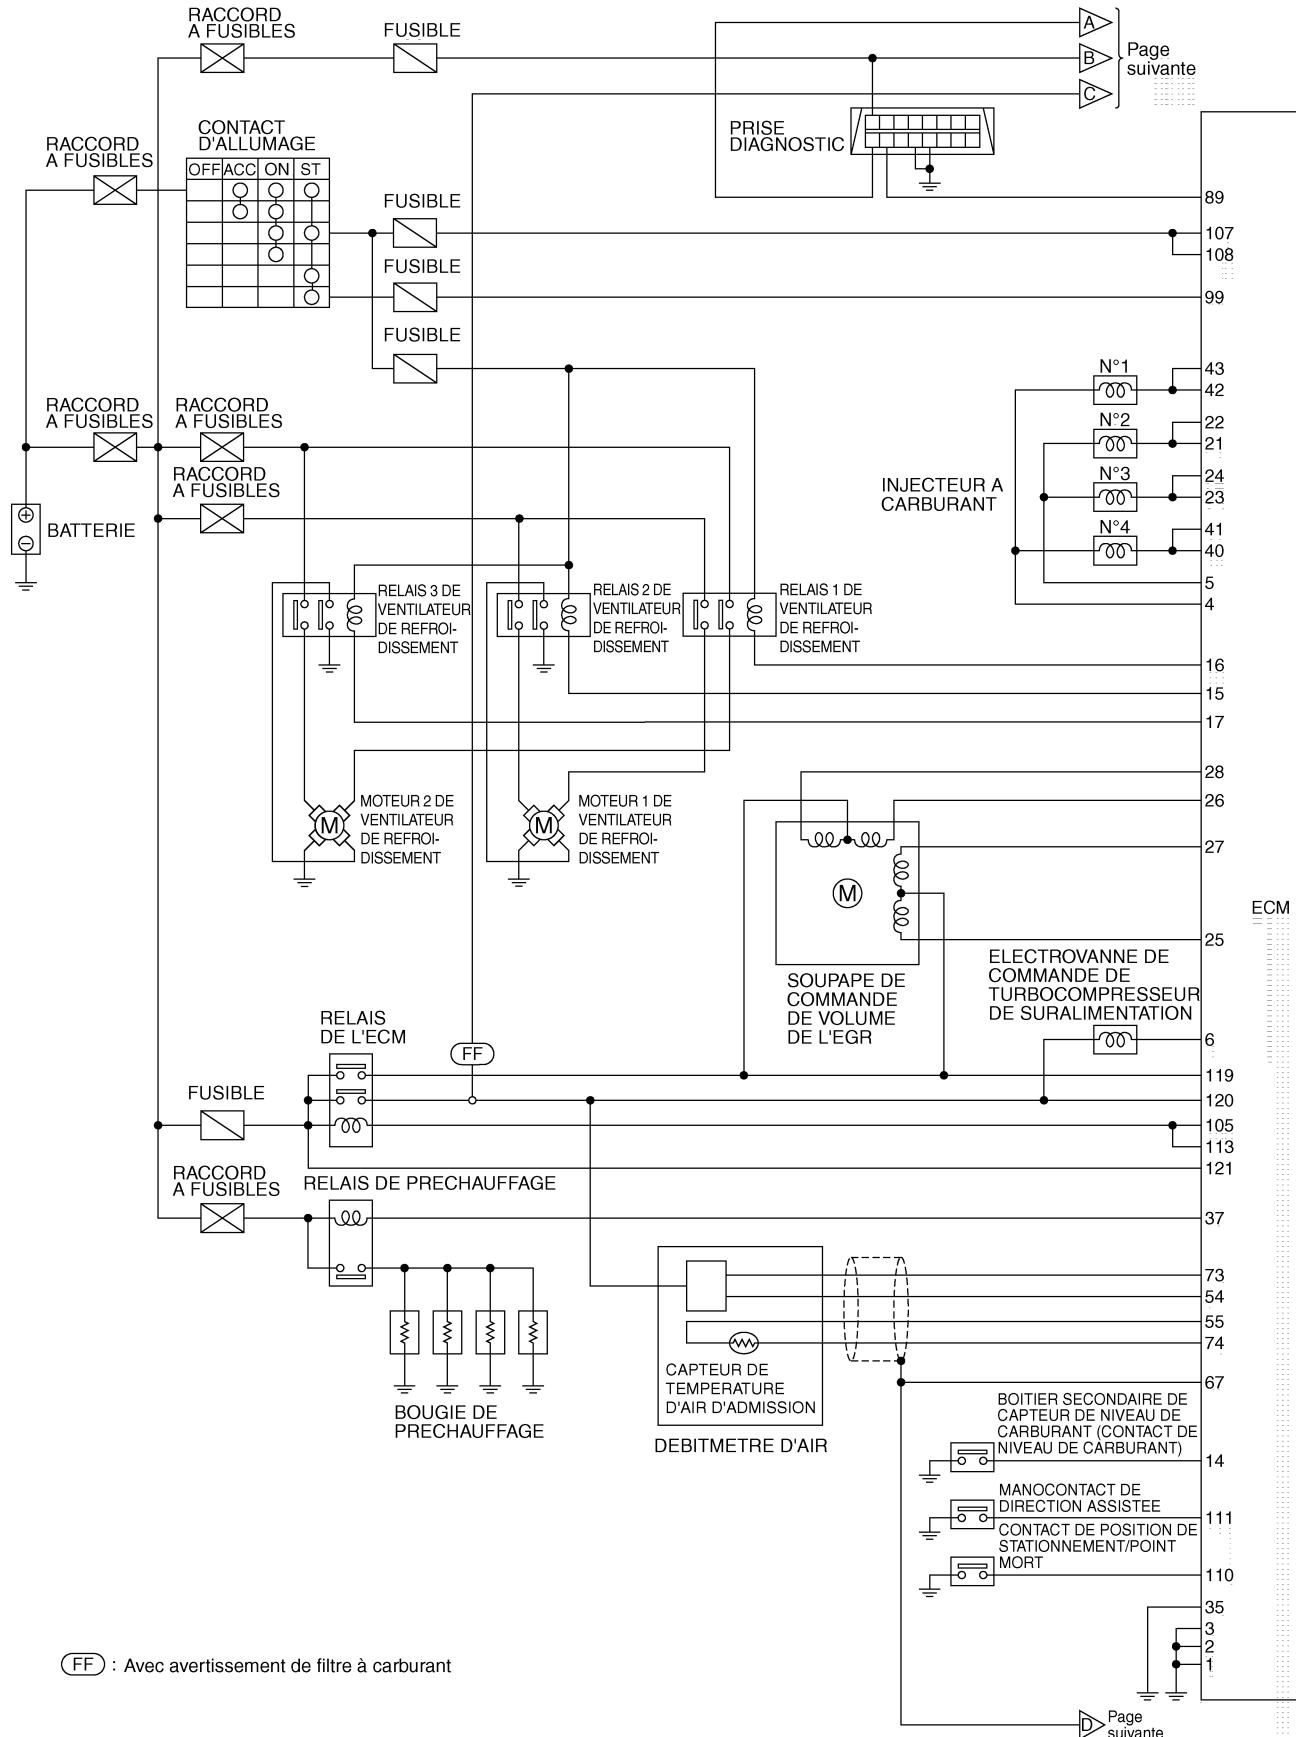 RACCORD
A FUSIBLES
FUSIBLE
A
B
C
Page
suivante
RACCORD
A FUSIBLES
CONTACT
D'ALLUMAGE
OFF ACC ON ST
PRISE
DIAGNOSTIC
89
FUSIBLE
107
108
FUSIBLE
99
FUSIBLE
N°1
43
42
RACCORD
A FUSIBLES
RACCORD
A FUSIBLES
N°2
22
21
RACCORD
A FUSIBLES
INJECTEUR A
CARBURANT
N°3
24
23
BATTERIE
N°4
41
40
5
4
RELAIS 3 DE
VENTILATEUR
DE REFROI-
DISSEMENT
RELAIS 2 DE
VENTILATEUR
DE REFROI-
DISSEMENT
RELAIS 1 DE
VENTILATEUR
DE REFROI-
DISSEMENT
16
15
17
28
26
27
25
M
MOTEUR 2 DE
VENTILATEUR
DE REFROI-
DISSEMENT
M
MOTEUR 1 DE
VENTILATEUR
DE REFROI-
DISSEMENT
M
ECM
SOUPAPE DE
COMMANDE
DE VOLUME
DE L'EGR
ELECTROVANNE DE
COMMANDE DE
TURBOCOMPRESSEUR
DE SURALIMENTATION
RELAIS
DE L'ECM
FF
6
119
120
FUSIBLE
105
113
121
RACCORD
A FUSIBLES
RELAIS DE PRECHAUFFAGE
37
73
54
55
74
CAPTEUR DE
TEMPERATURE
D'AIR D'ADMISSION
BOUGIE DE
PRECHAUFFAGE
DEBITMETRE D'AIR
67
BOITIER SECONDAIRE DE
CAPTEUR DE NIVEAU DE
CARBURANT (CONTACT DE
NIVEAU DE CARBURANT)
14
MANOCONTACT DE
DIRECTION ASSISTEE
111
CONTACT DE POSITION DE
STATIONNEMENT/POINT
MORT
110
35
3
2
1
FF : Avec avertissement de filtre à carburant
D
Page
suivante